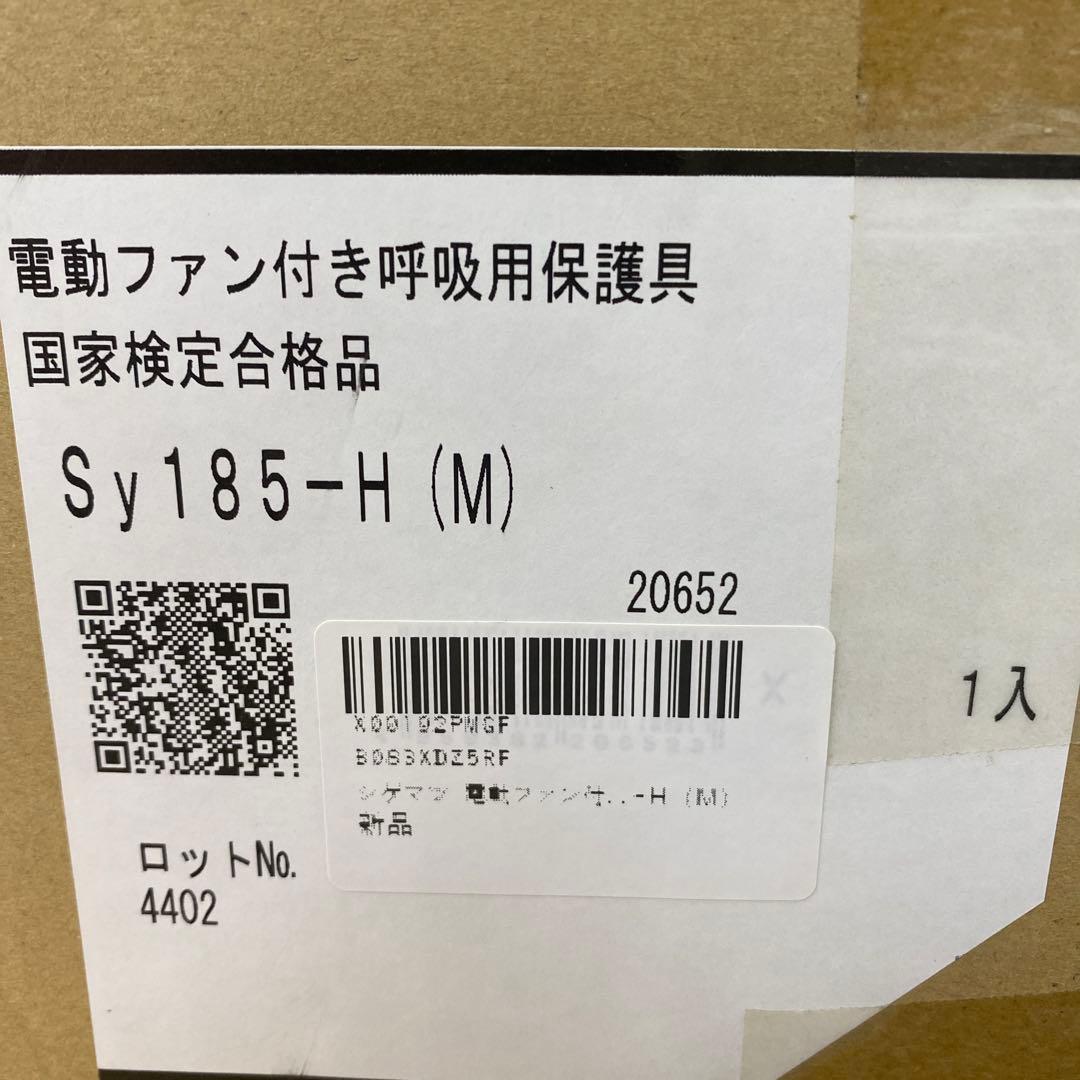 電動ファン付き呼吸用保護具
国家検定合格品
Sy185-H (M)
20652
1入
X00192PWGF
B083XDZ5RF
シゲマツ 電動ファン付..-H (M)
新品
ロットNo.
4402